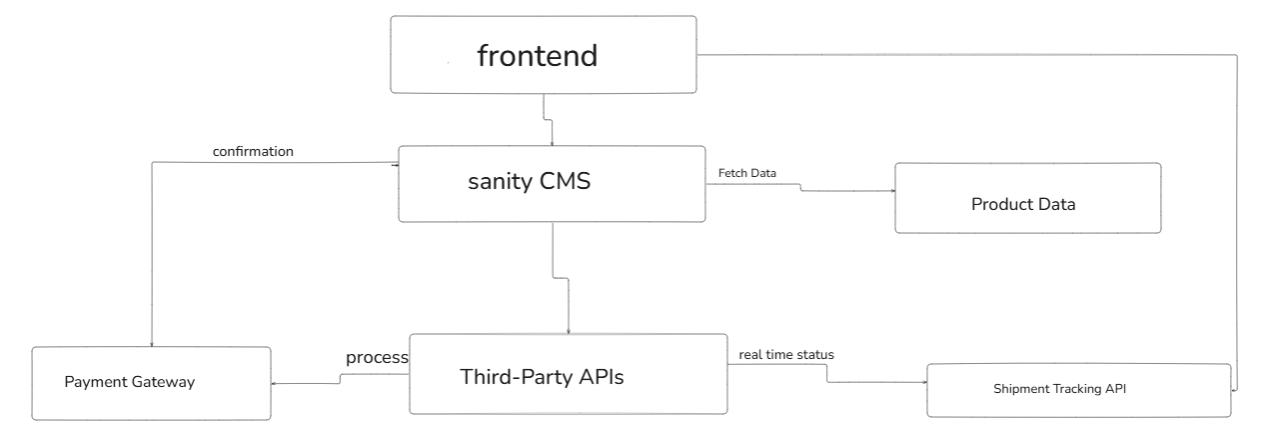 frontend
confirmation
sanity CMS
Fetch Data
Product Data
process
Third-Party APIs
real time status
Payment Gateway
Shipment Tracking API